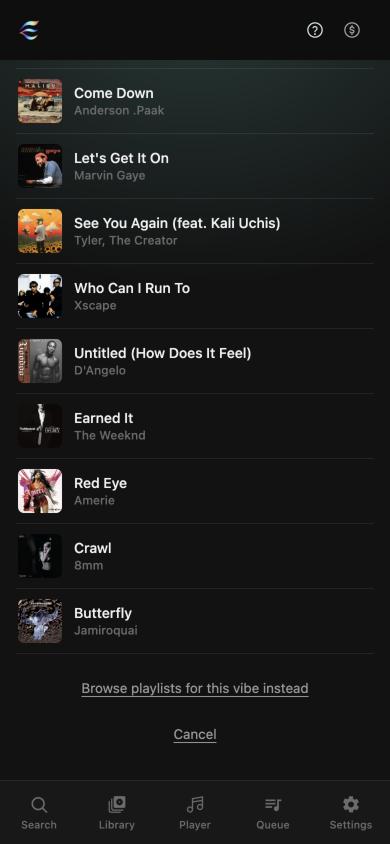 Come Down
Anderson .Paak
Let's Get It On
Marvin Gaye
See You Again (feat. Kali Uchis)
Tyler, The Creator
Who Can I Run To
Xscape
Untitled (How Does It Feel)
D'Angelo
Earned It
The Weeknd
Red Eye
Amerie
Crawl
8mm
Butterfly
Jamiroquai
Browse playlists for this vibe instead
Cancel
Search
Library
Player
Queue
Settings